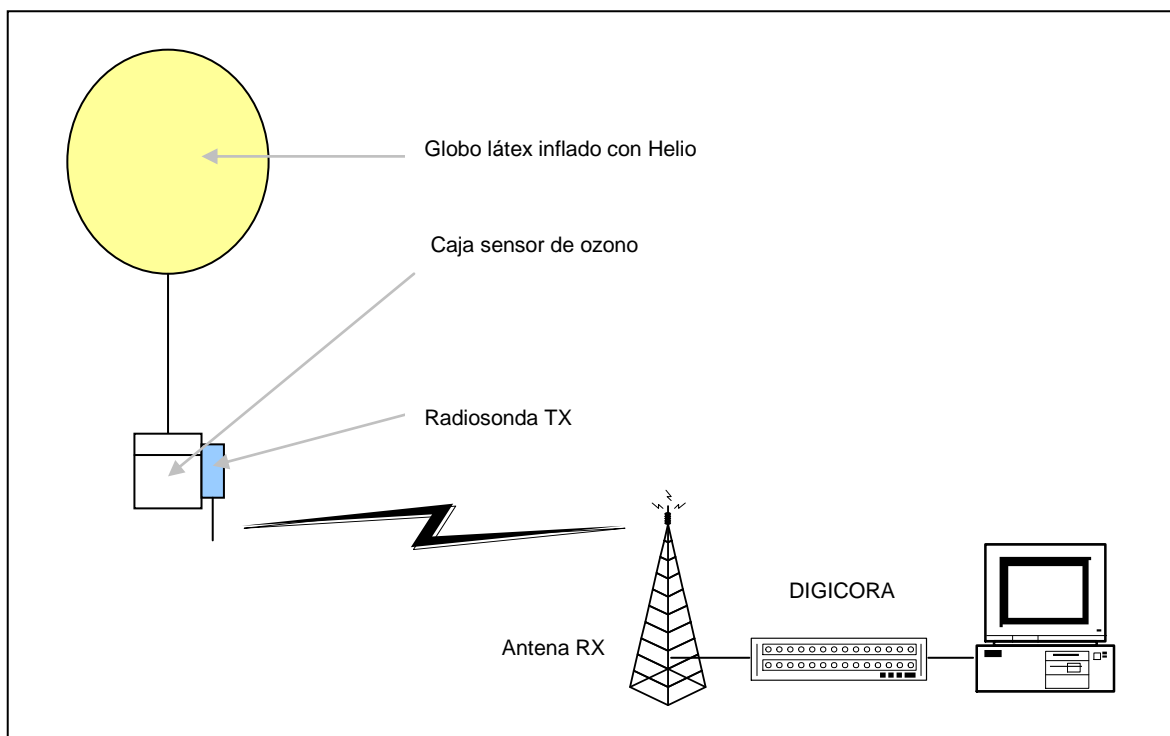 Globo látex inflado con Helio
Caja sensor de ozono
Radiosonda TX
DIGICORA
Antena RX